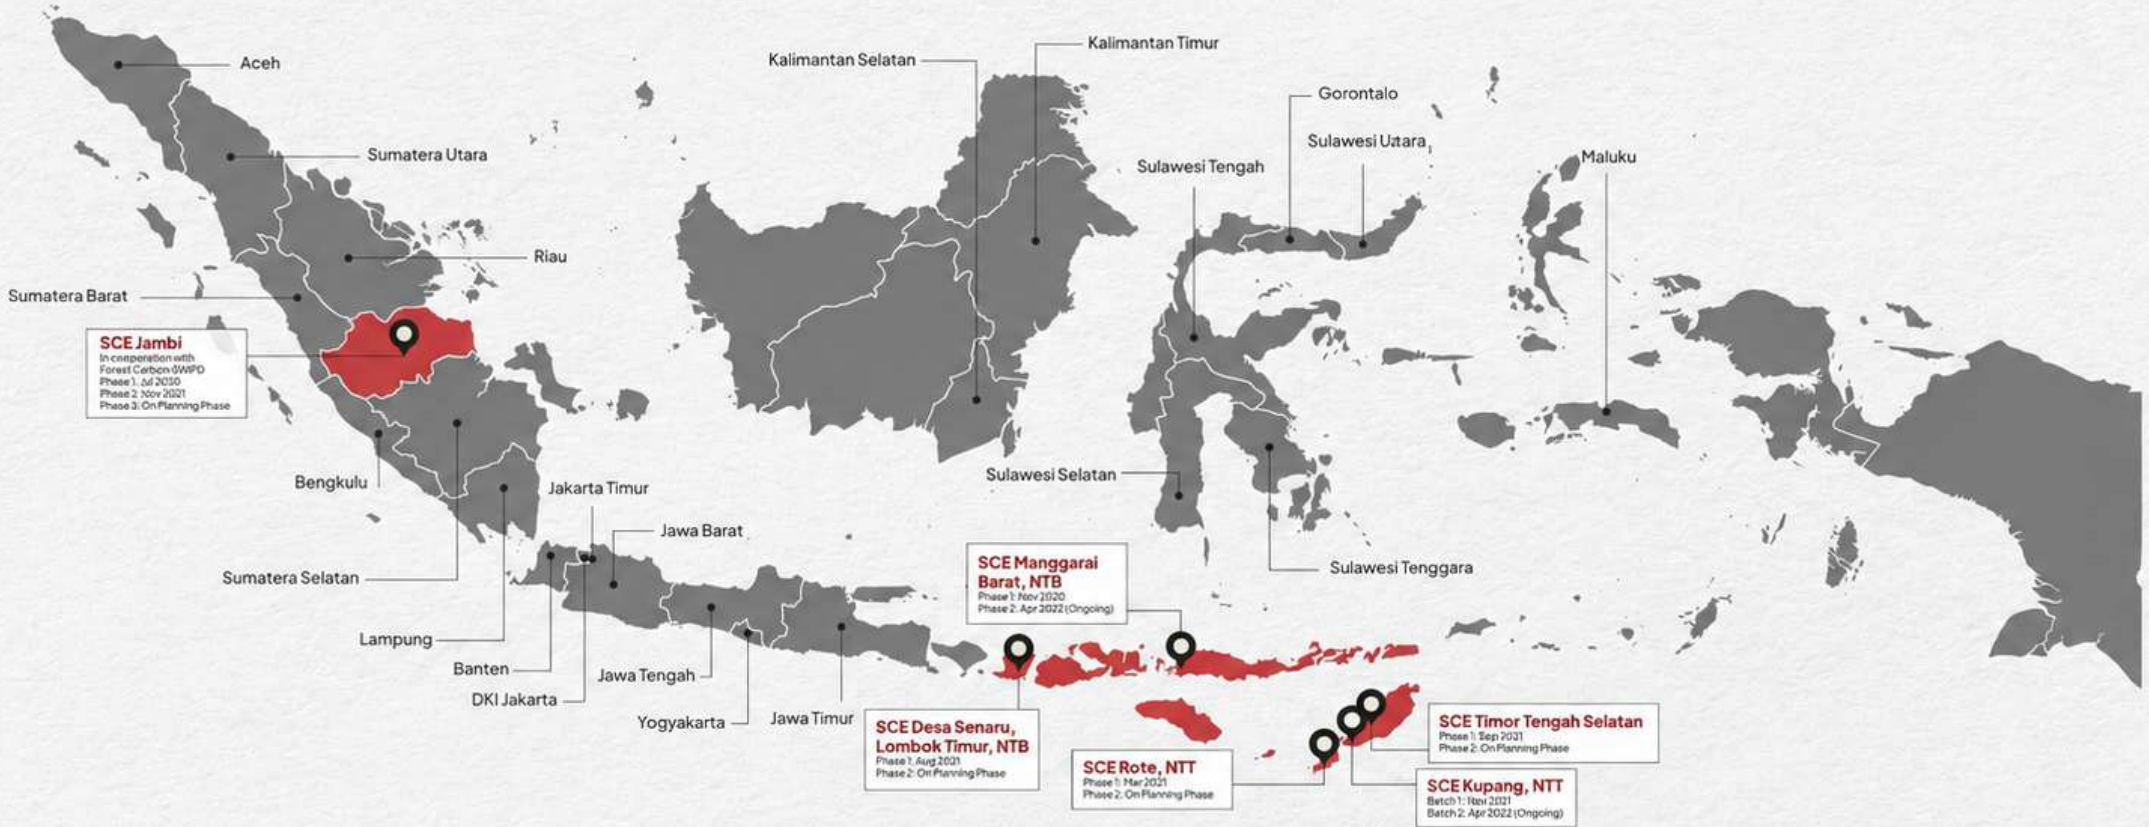 Aceh
Kalimantan Timur
Kalimantan Selatan
Gorontalo
Sulawesi Utara
Sumatera Utara
Sulawesi Tengah
Maluku
Riau
Sumatera Barat
SCE Jambi
In cooperation with
Forest Carbon
Phase 1:
Phase 2: Nov 2021
Phase 3: On Planning Phase
Bengkulu
Jakarta Timur
Sulawesi Selatan
Jawa Barat
Sumatera Selatan
SCE Manggarai
Barat, NTB
Phase 1: Nov 2020
Phase 2: Apr 2022 (Ongoing)
Sulawesi Tenggara
Lampung
Banten
Jawa Tengah
DKI Jakarta
Yogyakarta
Jawa Timur
SCE Desa Senaru,
Lombok Timur, NTB
Phase 1: Aug 2021
Phase 2: On Planning Phase
SCE Rote, NTT
Phase 1: Mar 2021
Phase 2: On Planning Phase
SCE Timor Tengah Selatan
Phase 1: Sep 2021
Phase 2: On Planning Phase
SCE Kupang, NTT
Batch 1: Nov 2021
Batch 2: Apr 2022 (Ongoing)